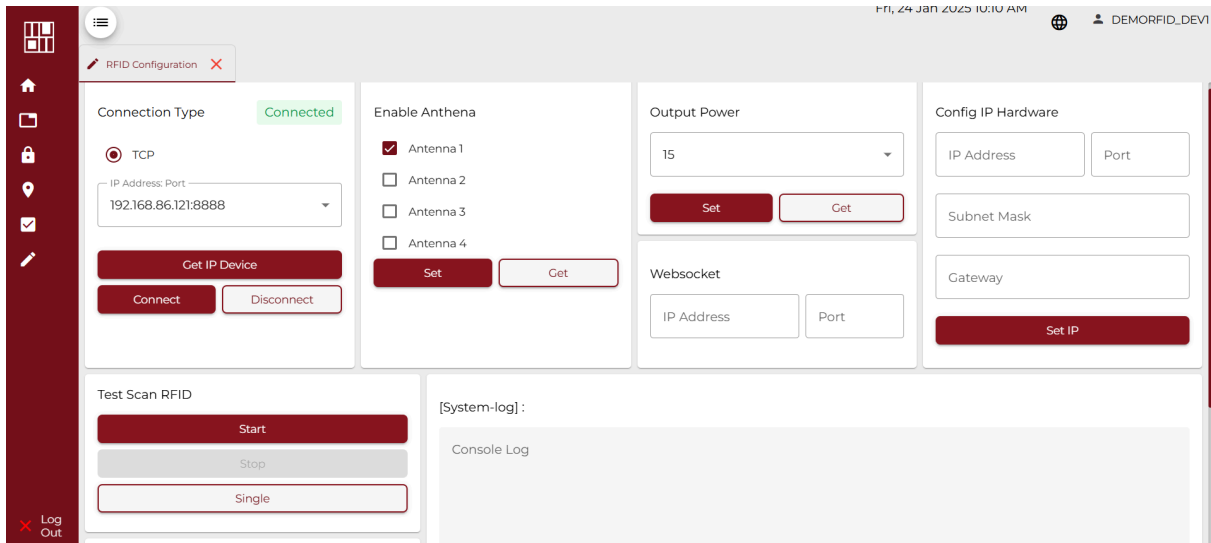 Fri, 24 Jan 2025 10:10 AM
DEMORFID_DEV1
RFID Configuration
Connection Type
Connected
TCP
IP Address: Port
192.168.86.121:8888
Get IP Device
Connect
Disconnect
Enable Anthena
Antenna 1
Antenna 2
Antenna 3
Antenna 4
Set
Get
Output Power
15
Set
Get
Websocket
IP Address
Port
Config IP Hardware
IP Address
Port
Subnet Mask
Gateway
Set IP
Test Scan RFID
Start
Stop
Single
[System-log] :
Console Log
Log
Out